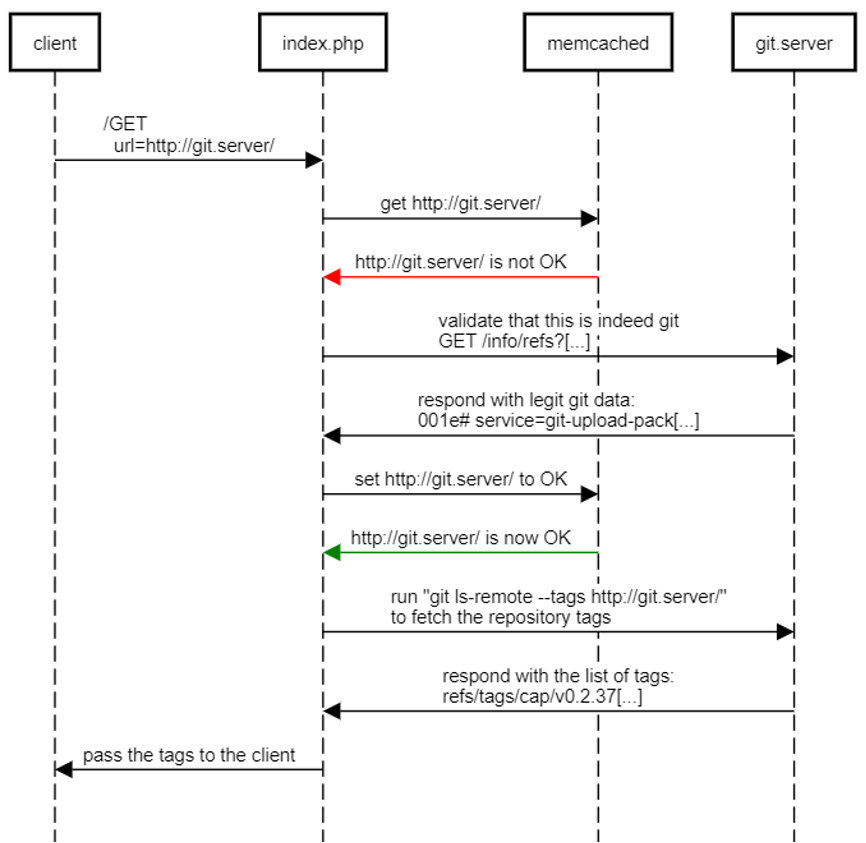 client
index.php
memcached
git.server
/GET
url=http://git.server/
get http://git.server/
http://git.server/ is not OK
validate that this is indeed git
GET /info/refs?[...]
respond with legit git data:
001e# service=git-upload-pack[...]
set http://git.server/ to OK
http://git.server/ is now OK
run "git ls-remote --tags http://git.server/"
to fetch the repository tags
respond with the list of tags:
refs/tags/cap/v0.2.37[...]
pass the tags to the client